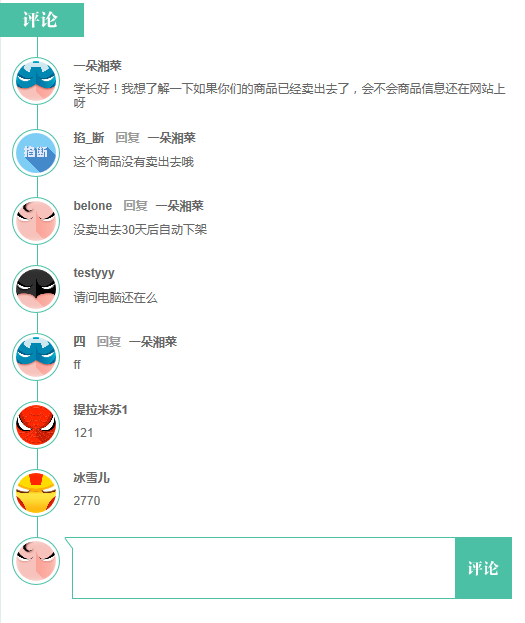 评论
一朵湘菜
学长好！我想了解一下如果你们的商品已经卖出去了，会不会商品信息还在网站上
呀
掐_断 回复 一朵湘菜
掐断
这个商品没有卖出去哦
belone 回复 一朵湘菜
没卖出去30天后自动下架
testyyy
请问电脑还在么
四 回复 一朵湘菜
ff
提拉米苏1
121
冰雪儿
2770
评论